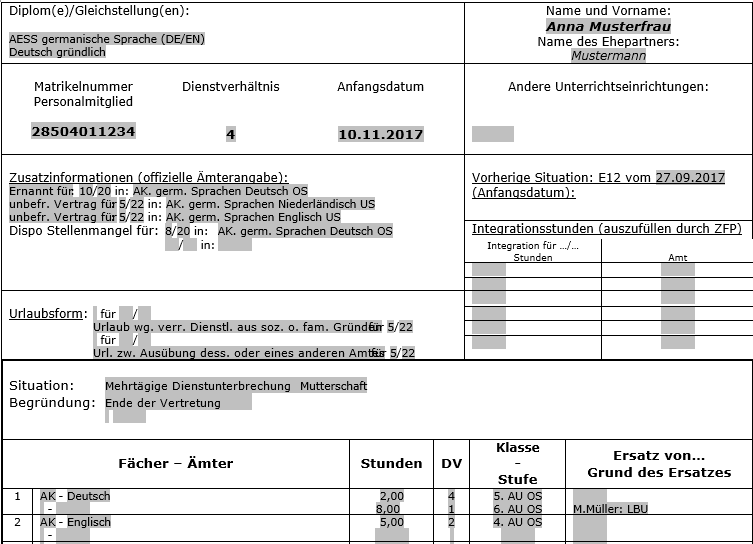 Diplom(e)/Gleichstellung(en):
AESS germanische Sprache (DE/EN)
Deutsch gründlich
Name und Vorname:
Anna Musterfrau
Name des Ehepartners:
Mustermann
Matrikelnummer Personalmitglied
Dienstverhältnis
Anfangsdatum
28504011234
4
10.11.2017
Andere Unterrichtseinrichtungen:
Zusatzinformationen (offizielle Ämterangabe):
Ernannt für: 10/20 in: AK. germ. Sprachen Deutsch OS
unbefr. Vertrag für 5/22 in: AK. germ. Sprachen Niederländisch US
unbefr. Vertrag für 5/22 in: AK. germ. Sprachen Englisch US
Dispo Stellenmangel für: 8/20 in: AK. germ. Sprachen Deutsch OS
/ in:
Vorherige Situation: E12 vom 27.09.2017
(Anfangsdatum):
Integrationsstunden (auszufüllen durch ZFP)
Integration für …/… Stunden
Amt
Urlaubsform: für /
Urlaub wg. verr. Dienstl. aus soz. o. fam. Gründen für 5/22
für /
Url. zw. Ausübung dess. oder eines anderen Amtes für 5/22
Situation: Mehrtägige Dienstunterbrechung Mutterschaft
Begründung: Ende der Vertretung
Fächer – Ämter
Stunden
DV
Klasse
-
Stufe
Ersatz von…
Grund des Ersatzes
1 AK - Deutsch 2,00 4 5. AU OS
- 8,00 1 6. AU OS M.Müller: LBU
2 AK - Englisch 5,00 2 4. AU OS
-